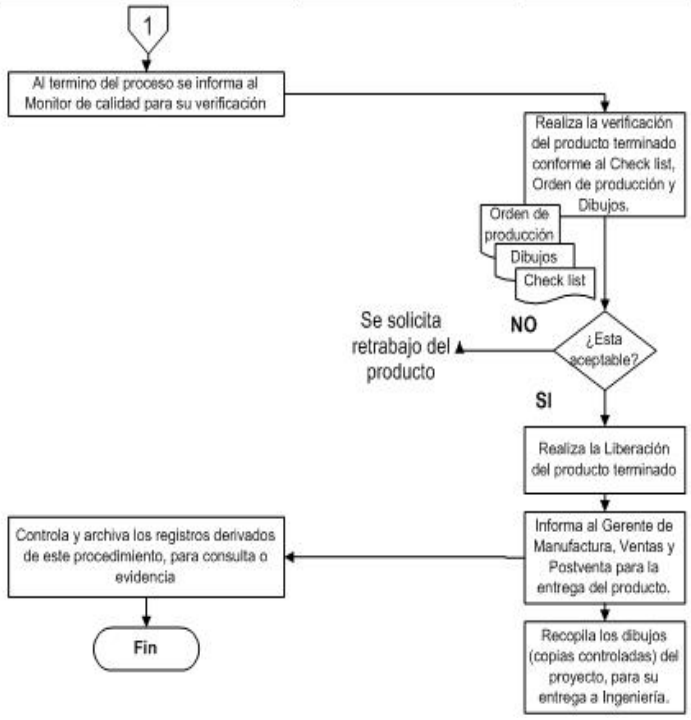 1
Al termino del proceso se informa al
Monitor de calidad para su verificación
Realiza la verificación
del producto terminado
conforme al Check list,
Orden de producción y
Dibujos.
Orden de
producción
Dibujos
Check list
Se solicita
retrabajo del
producto
NO
¿Esta
aceptable?
SI
Realiza la Liberación
del producto terminado
Informa al Gerente de
Manufactura, Ventas y
Postventa para la
entrega del producto.
Controla y archiva los registros derivados
de este procedimiento, para consulta o
evidencia
Fin
Recopila los dibujos
(copias controladas) del
proyecto, para su
entrega a Ingeniería.